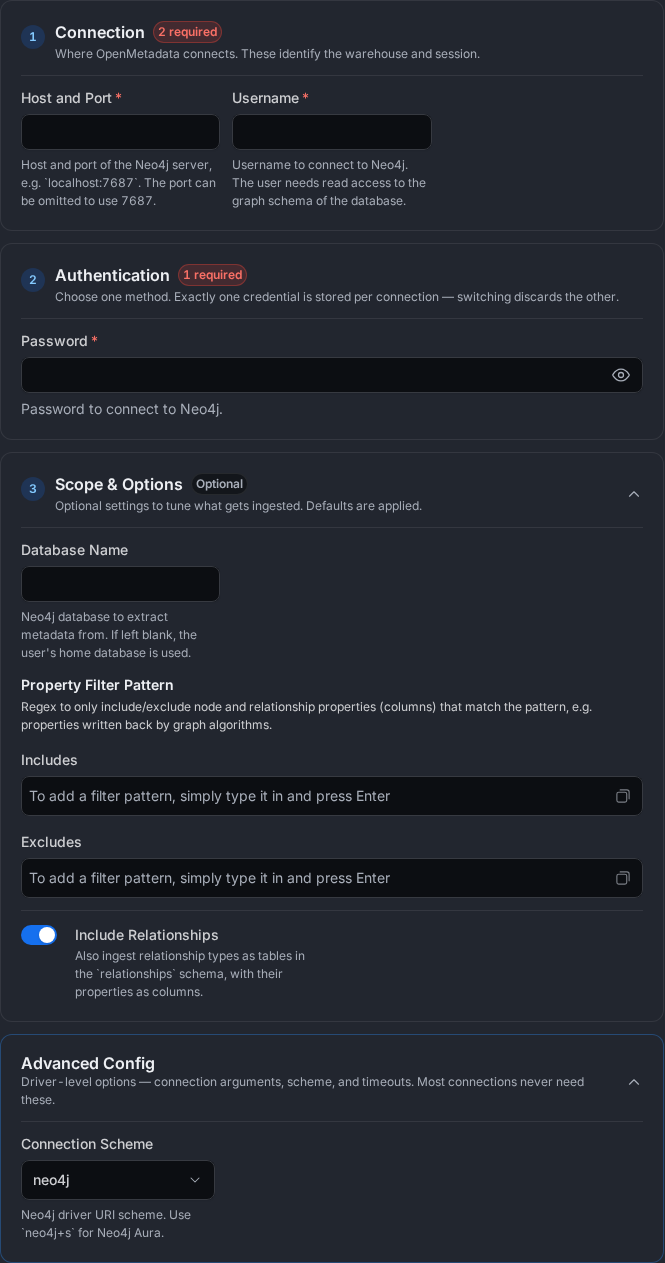 1
Connection 2 required
Where OpenMetadata connects. These identify the warehouse and session.
Host and Port *
Host and port of the Neo4j server,
e.g. `localhost:7687`. The port can
be omitted to use 7687.
Username *
Username to connect to Neo4j.
The user needs read access to the
graph schema of the database.
2
Authentication 1 required
Choose one method. Exactly one credential is stored per connection — switching discards the other.
Password *
Password to connect to Neo4j.
3
Scope & Options Optional
Optional settings to tune what gets ingested. Defaults are applied.
Database Name
Neo4j database to extract
metadata from. If left blank, the
user's home database is used.
Property Filter Pattern
Regex to only include/exclude node and relationship properties (columns) that match the pattern, e.g.
properties written back by graph algorithms.
Includes
To add a filter pattern, simply type it in and press Enter
Excludes
To add a filter pattern, simply type it in and press Enter
Include Relationships
Also ingest relationship types as tables in
the `relationships` schema, with their
properties as columns.
Advanced Config
Driver-level options — connection arguments, scheme, and timeouts. Most connections never need
these.
Connection Scheme
neo4j
Neo4j driver URI scheme. Use
`neo4j+s` for Neo4j Aura.